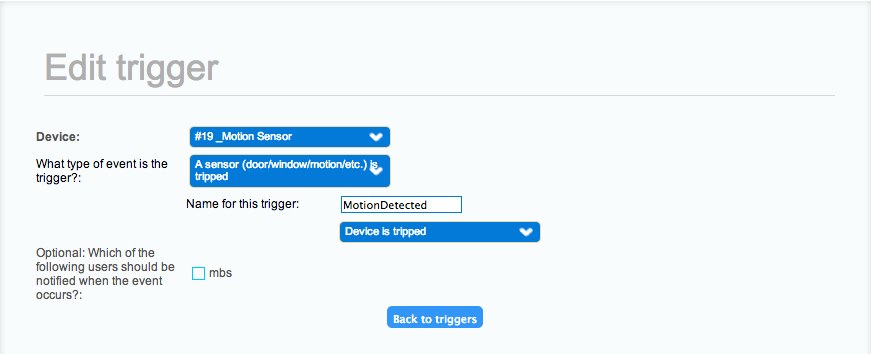 Edit trigger
Device:
#19 _Motion Sensor
What type of event is the
trigger?:
A sensor (door/window/motion/etc.) is
tripped
Name for this trigger:
MotionDetected
Device is tripped
Optional: Which of the
following users should be
notified when the event
occurs?:
mbs
Back to triggers